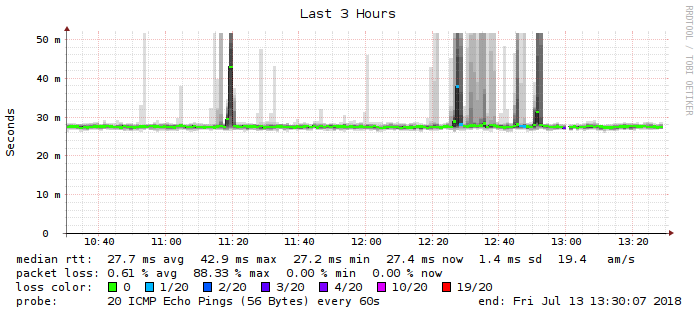 Last 3 Hours
RRDTOOL / TOBI OETIKER
Seconds
50 m
40 m
30 m
20 m
10 m
0
10:40 11:00 11:20 11:40 12:00 12:20 12:40 13:00 13:20
median rtt: 27.7 ms avg 42.9 ms max 27.2 ms min 27.4 ms now 1.4 ms sd 19.4 am/s
packet loss: 0.61 % avg 88.33 % max 0.00 % min 0.00 % now
loss color: 0 1/20 2/20 3/20 4/20 10/20 19/20
probe: 20 ICMP Echo Pings (56 Bytes) every 60s end: Fri Jul 13 13:30:07 2018